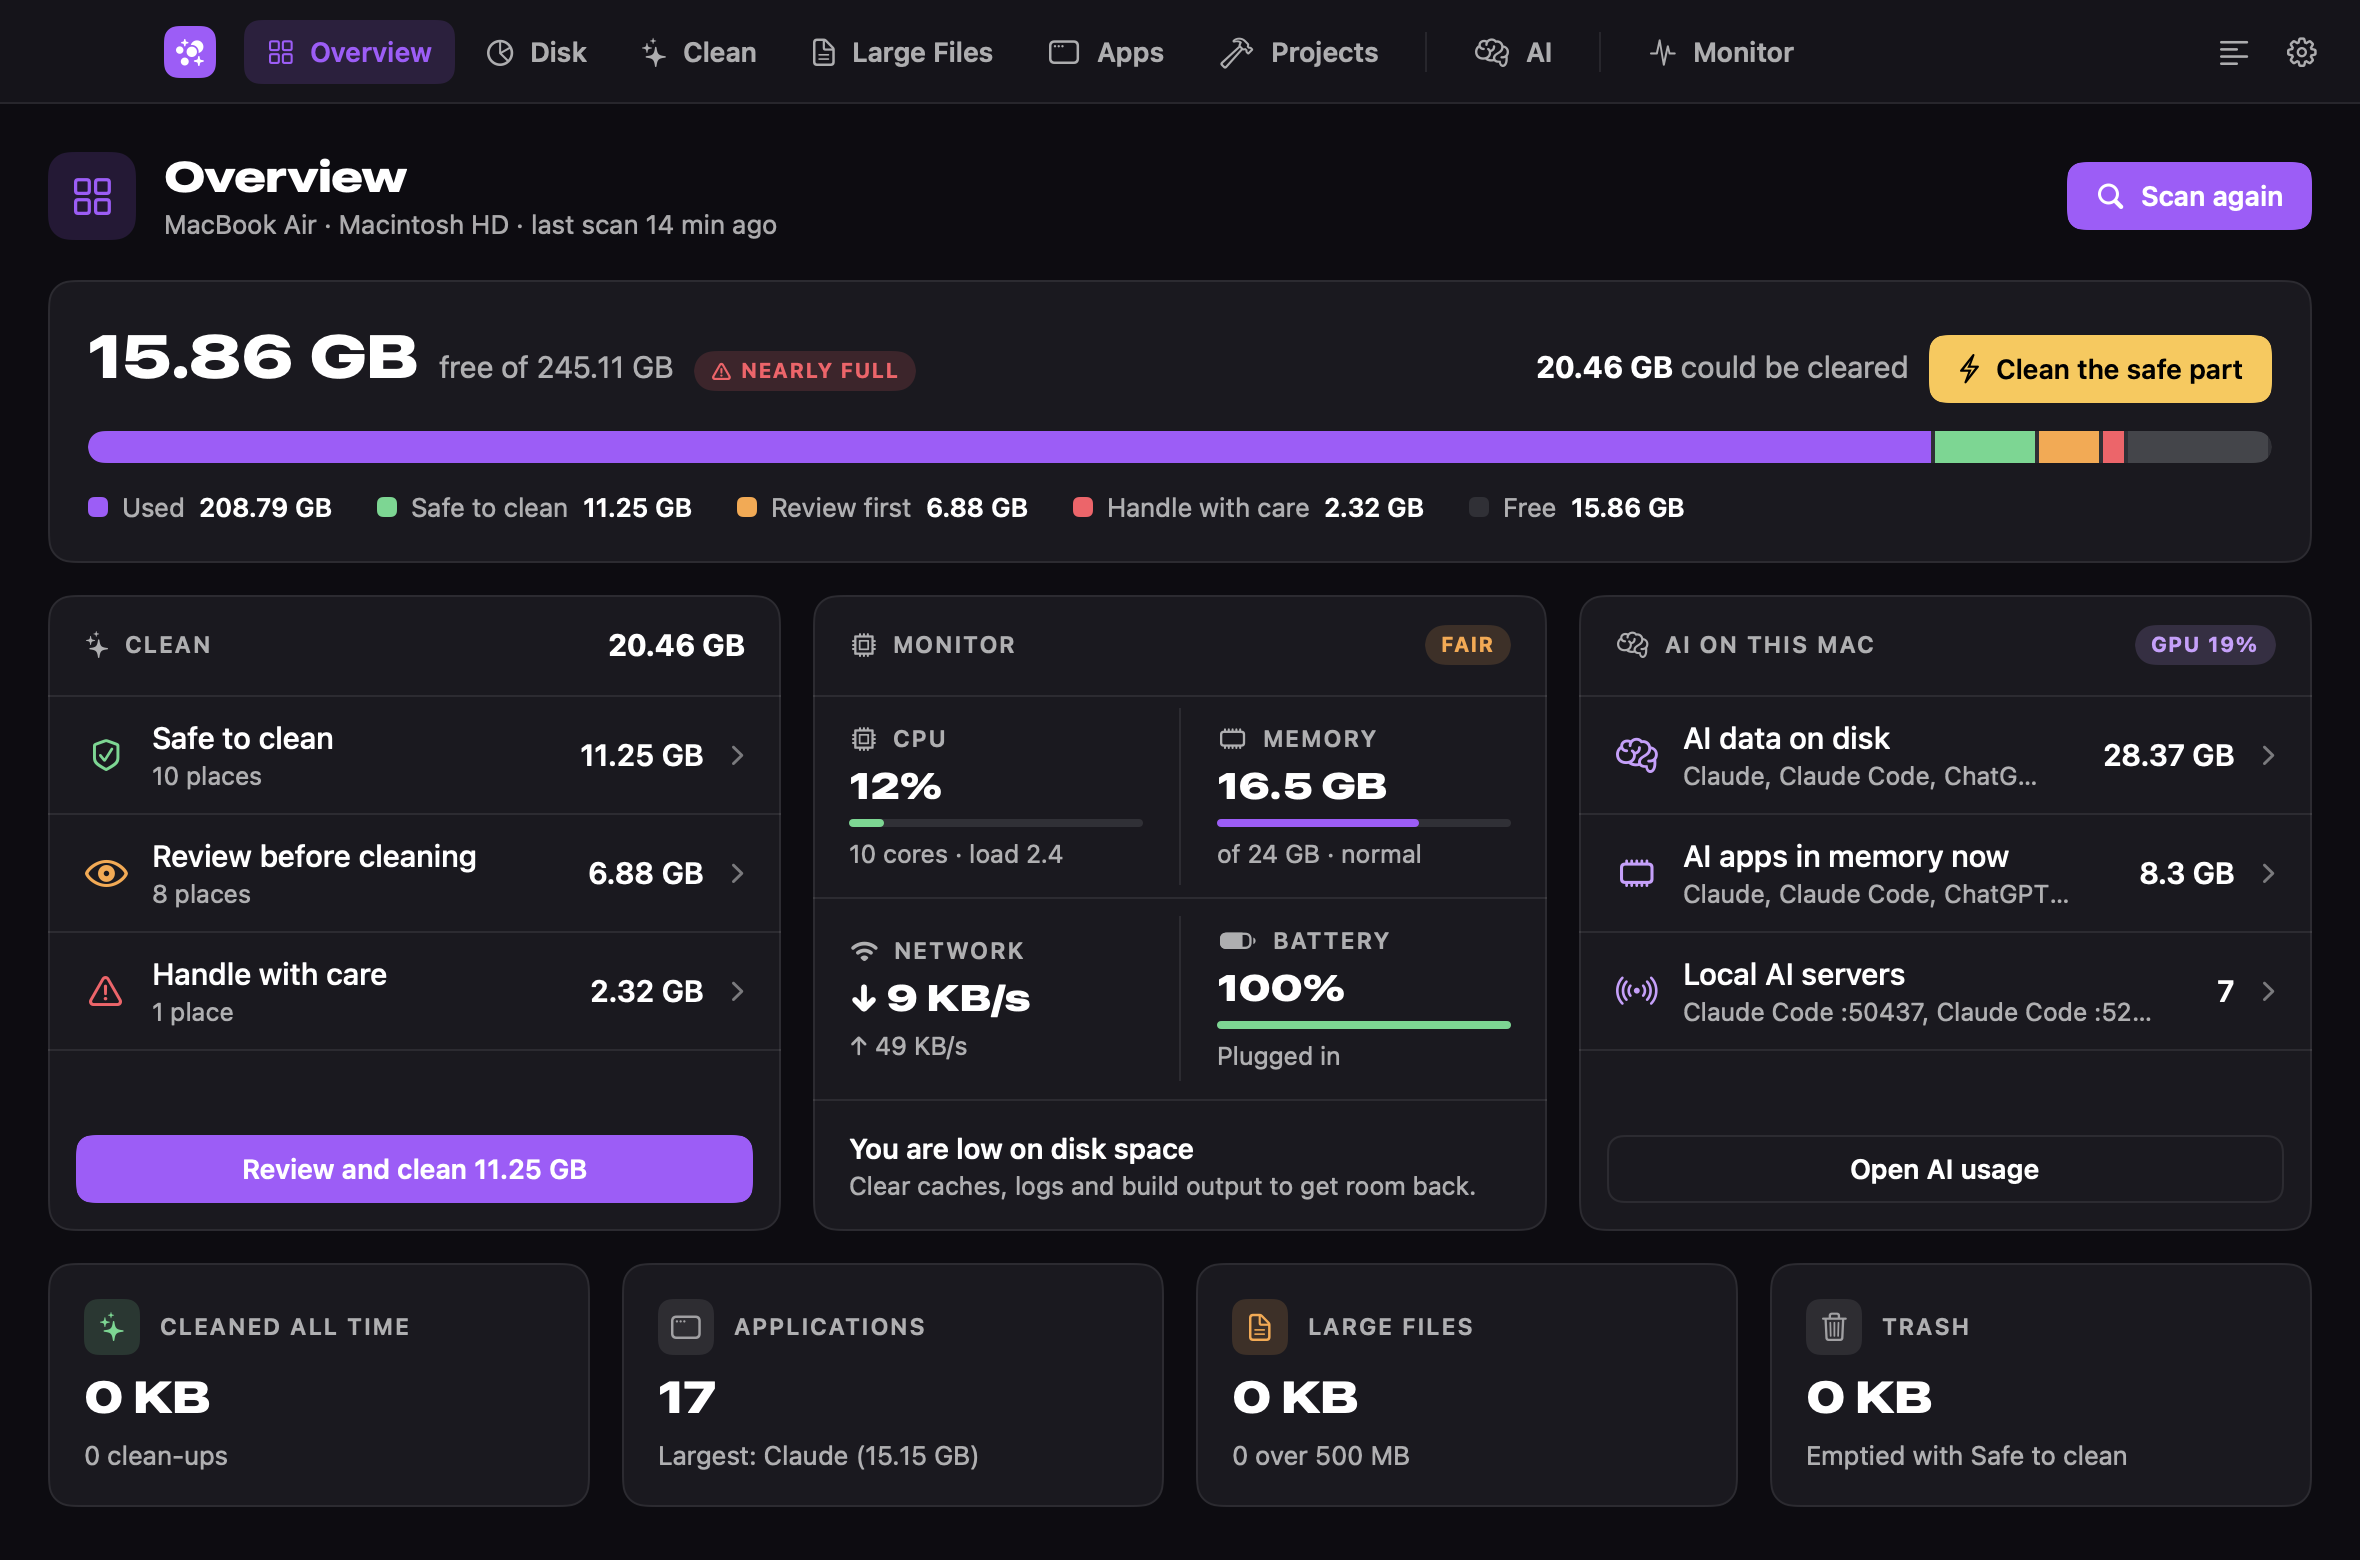 Overview
Disk
Clean
Large Files
Apps
Projects
AI
Monitor
Overview
MacBook Air · Macintosh HD · last scan 14 min ago
Scan again
15.86 GB free of 245.11 GB
NEARLY FULL
20.46 GB could be cleared
Clean the safe part
Used 208.79 GB
Safe to clean 11.25 GB
Review first 6.88 GB
Handle with care 2.32 GB
Free 15.86 GB
CLEAN
20.46 GB
Safe to clean
10 places
11.25 GB
Review before cleaning
8 places
6.88 GB
Handle with care
1 place
2.32 GB
Review and clean 11.25 GB
MONITOR
FAIR
CPU
12%
10 cores · load 2.4
MEMORY
16.5 GB
of 24 GB · normal
NETWORK
↓ 9 KB/s
↑ 49 KB/s
BATTERY
100%
Plugged in
You are low on disk space
Clear caches, logs and build output to get room back.
AI ON THIS MAC
GPU 19%
AI data on disk
Claude, Claude Code, ChatG...
28.37 GB
AI apps in memory now
Claude, Claude Code, ChatGPT...
8.3 GB
Local AI servers
Claude Code :50437, Claude Code :52...
7
Open AI usage
CLEANED ALL TIME
0 KB
0 clean-ups
APPLICATIONS
17
Largest: Claude (15.15 GB)
LARGE FILES
0 KB
0 over 500 MB
TRASH
0 KB
Emptied with Safe to clean